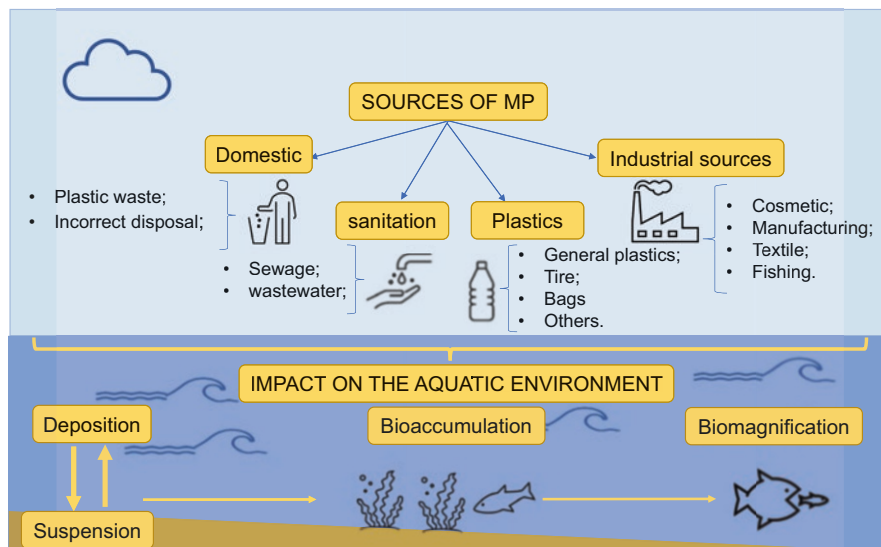 SOURCES OF MP
Domestic
Industrial sources
• Plastic waste;
• Incorrect disposal;
sanitation
Plastics
• Cosmetic;
• Manufacturing;
• Textile;
• Fishing.
• Sewage;
• wastewater;
• General plastics;
• Tire;
• Bags
• Others.
IMPACT ON THE AQUATIC ENVIRONMENT
Deposition
Bioaccumulation
Biomagnification
Suspension